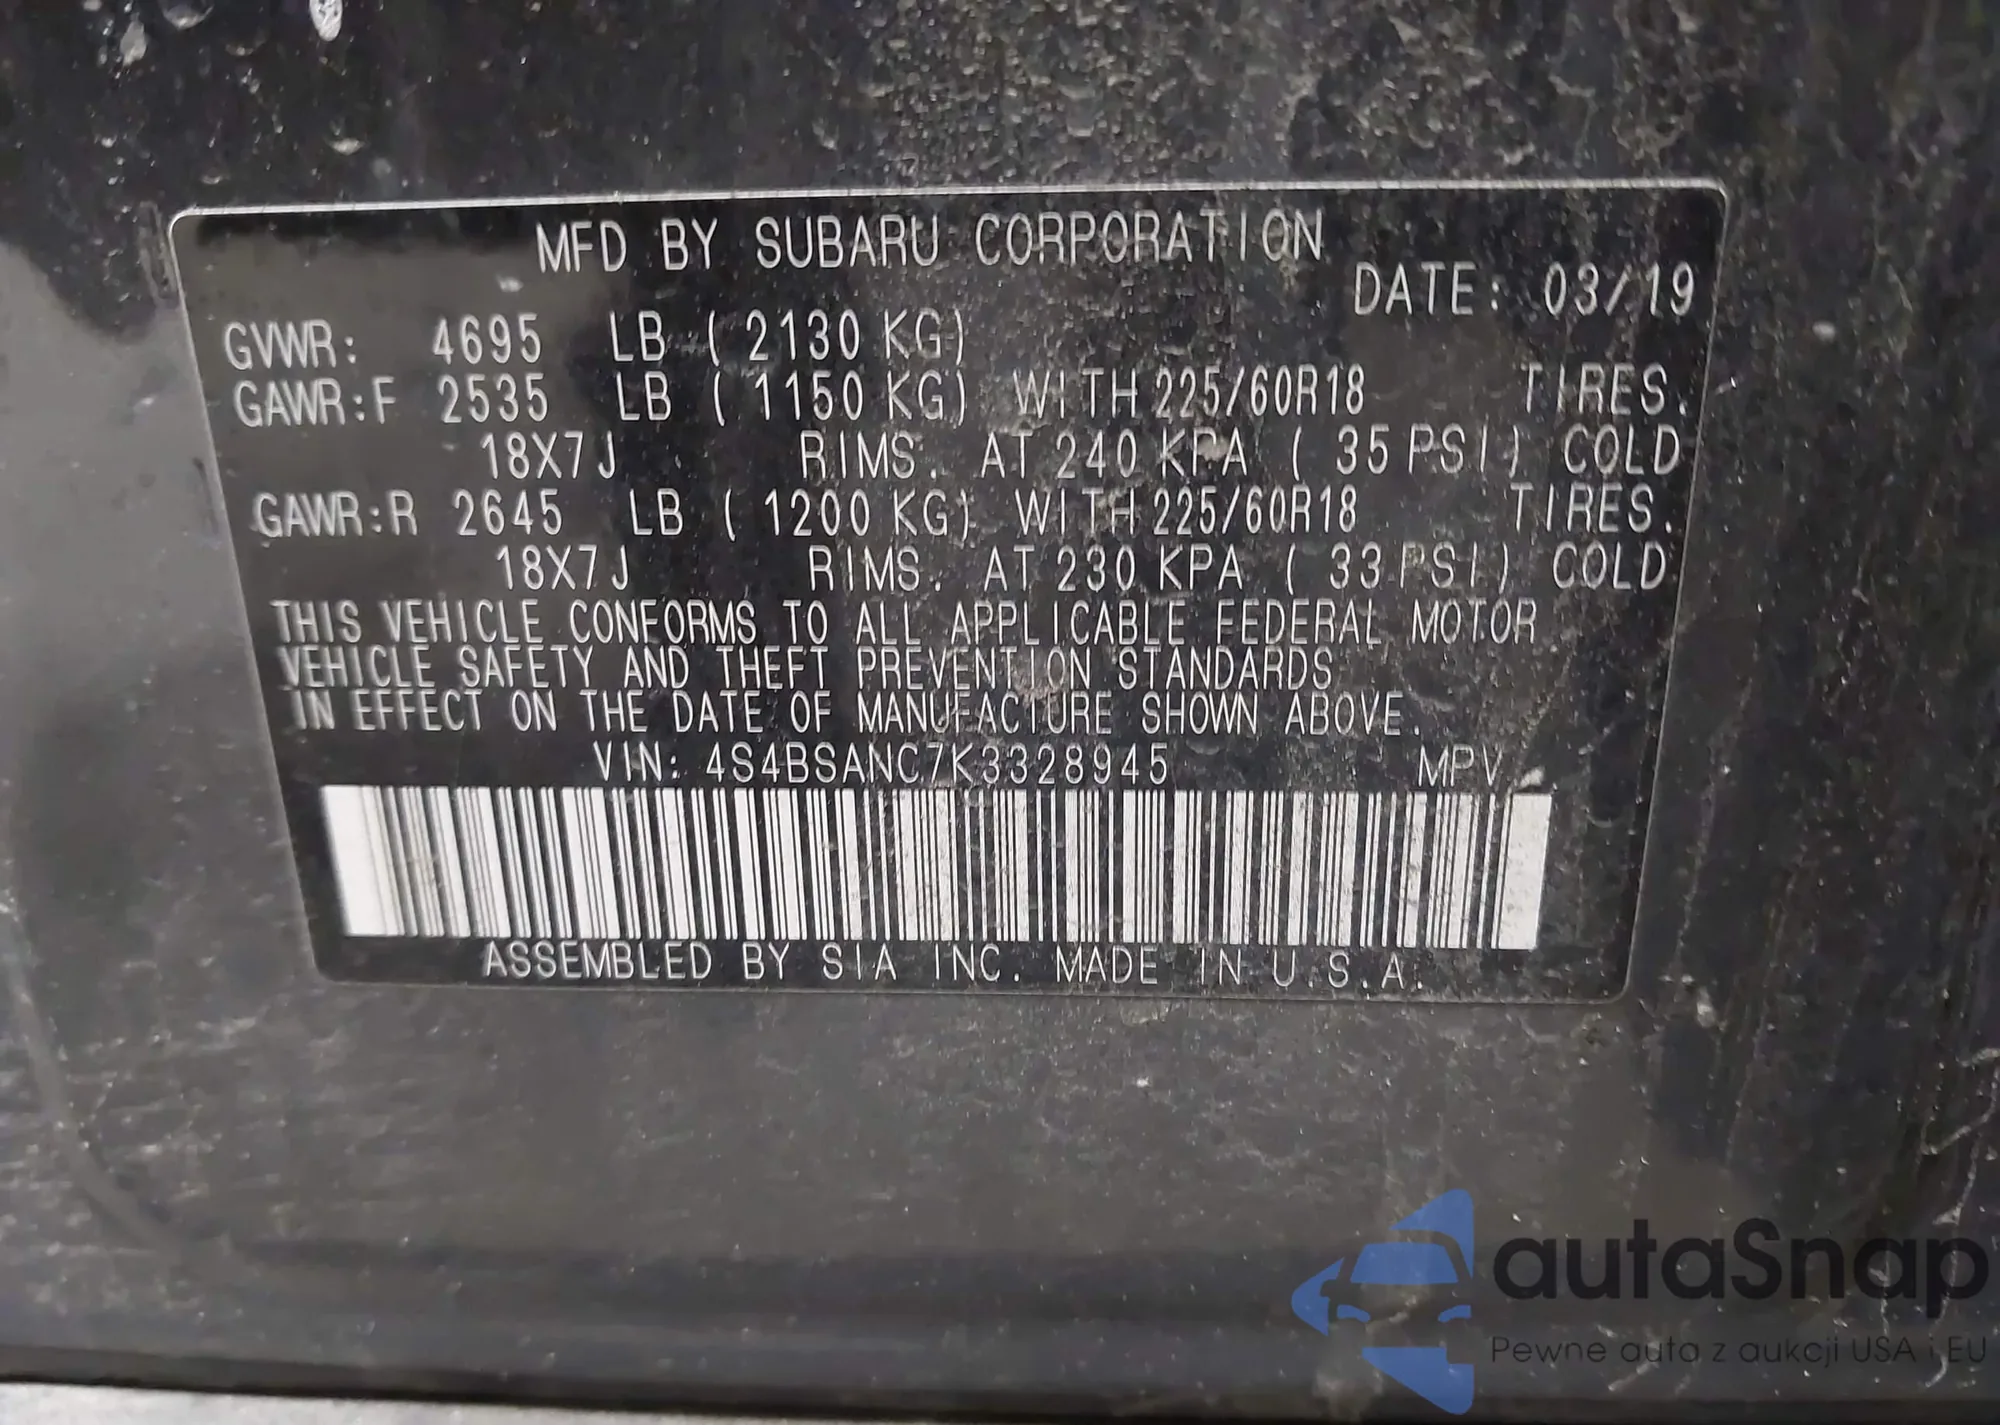 MFD BY SUBARU CORPORATION
DATE: 03/19
GVWR: 4695 LB ( 2130 KG)
GAWR:F 2535 LB ( 1150 KG) WITH 225/60R18 TIRES.
18X7J RIMS. AT 240 KPA ( 35 PSI) COLD
GAWR:R 2645 LB ( 1200 KG) WITH 225/60R18 TIRES.
18X7J RIMS. AT 230 KPA ( 33 PSI) COLD
THIS VEHICLE CONFORMS TO ALL APPLICABLE FEDERAL MOTOR
VEHICLE SAFETY AND THEFT PREVENTION STANDARDS
IN EFFECT ON THE DATE OF MANUFACTURE SHOWN ABOVE.
VIN: 4S4BSANC7K3328945 MPV
ASSEMBLED BY SIA INC. MADE IN U.S.A.
autaSnap
Pewne auta z aukcji USA i EU